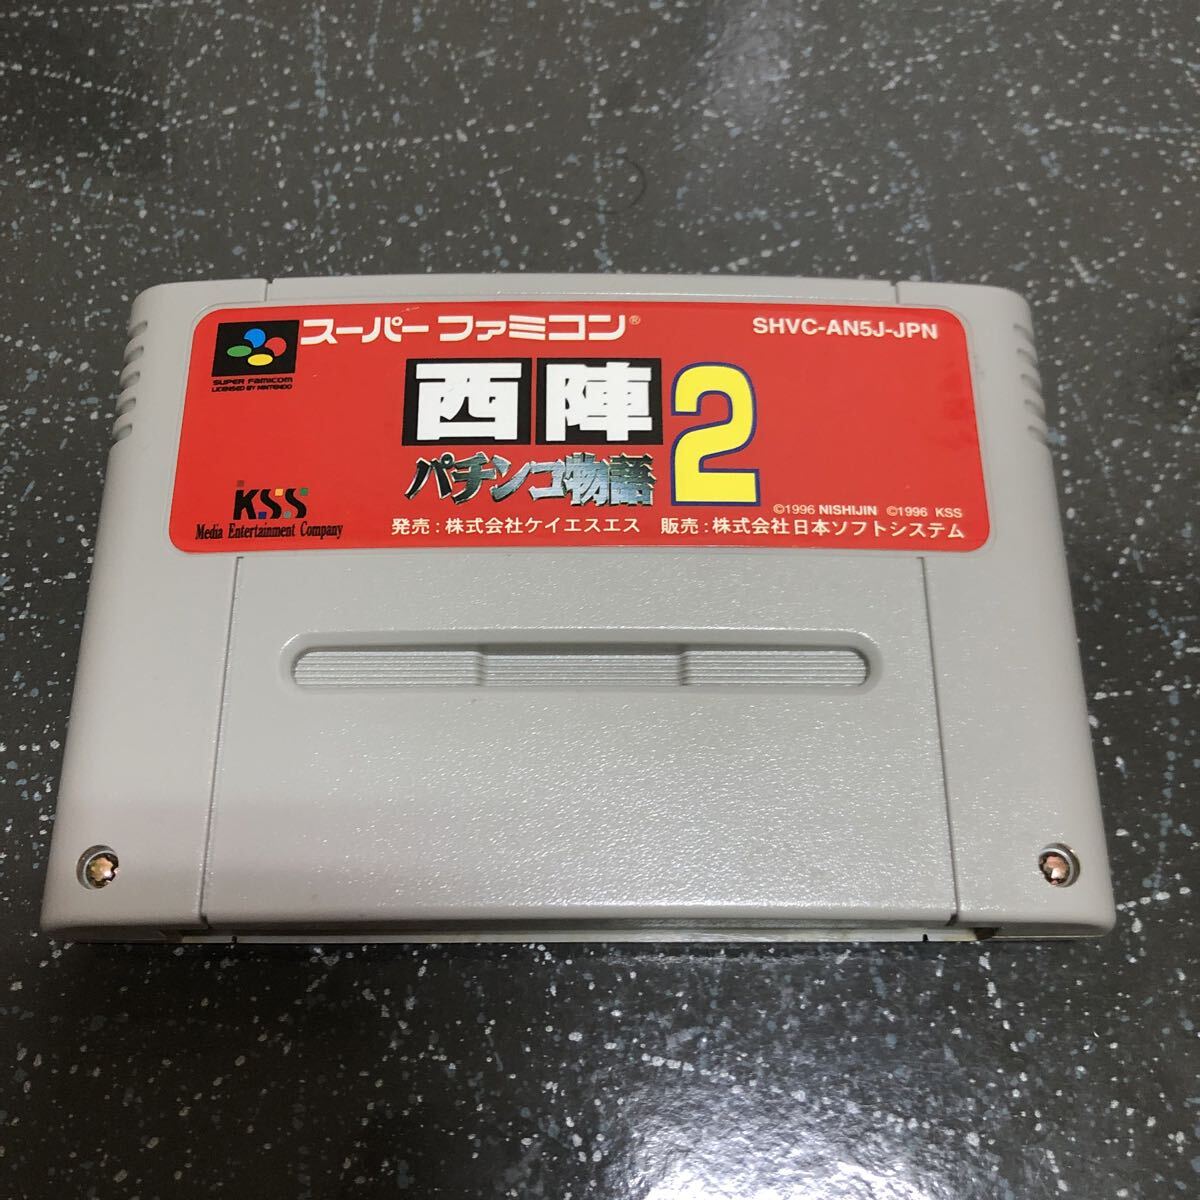 スーパーファミコン®
SHVC-AN5J-JPN
SUPER FAMICOM
LICENSED BY NINTENDO
西陣
パチンコ物語 2
KSS
Media Entertainment Company
©1996 NISHIJIN ©1996 KSS
発売:株式会社ケイエスエス 販売:株式会社日本ソフトシステム